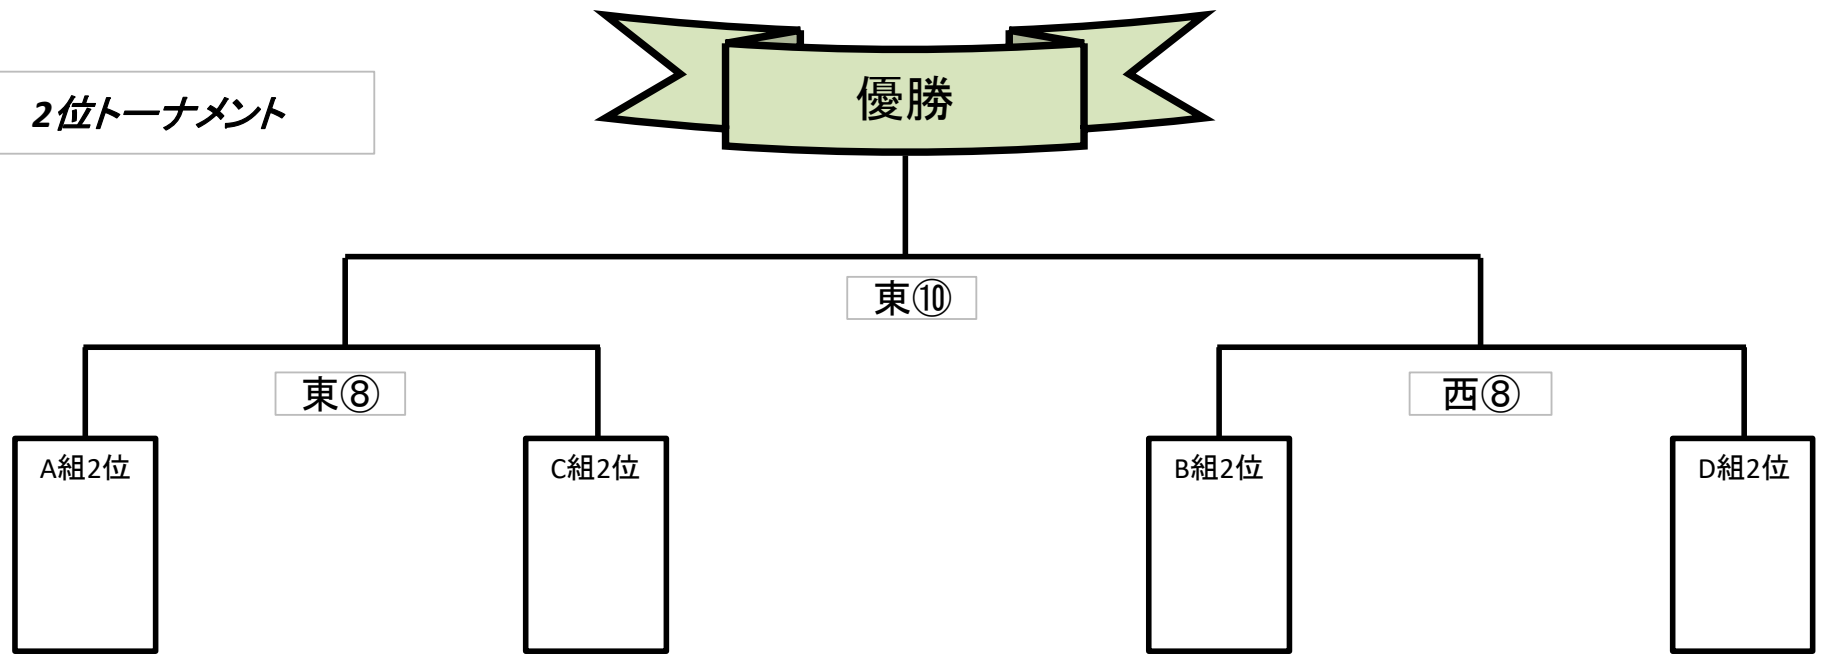 優勝
2位トーナメント
東⑩
東⑧
西⑧
A組2位
C組2位
B組2位
D組2位